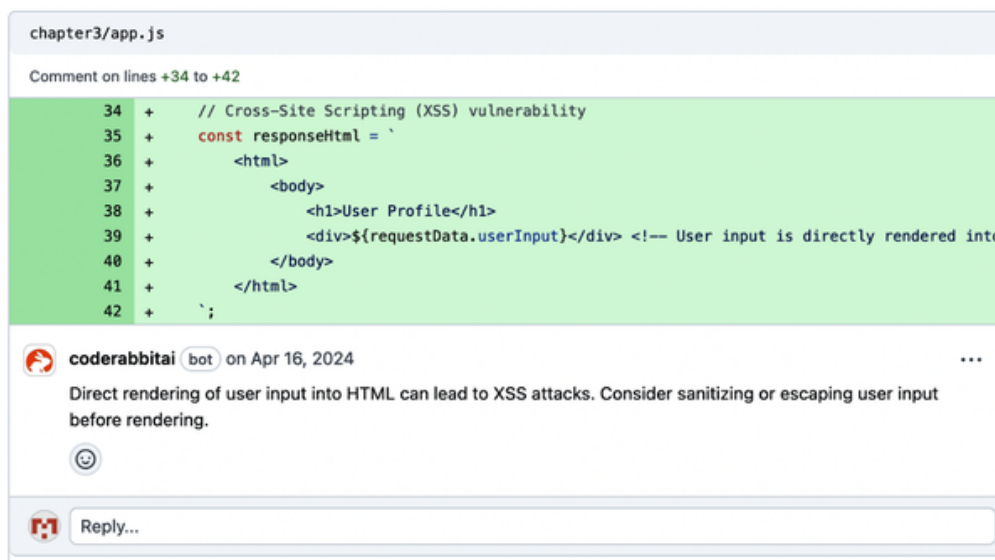 chapter3/app.js
Comment on lines +34 to +42
34 + // Cross-Site Scripting (XSS) vulnerability
35 + const responseHtml = `
36 + <html>
37 + <body>
38 + <h1>User Profile</h1>
39 + <div>${requestData.userInput}</div> <!-- User input is directly rendered into
40 + </body>
41 + </html>
42 + `;
coderabbitai bot on Apr 16, 2024
Direct rendering of user input into HTML can lead to XSS attacks. Consider sanitizing or escaping user input
before rendering.
Reply...